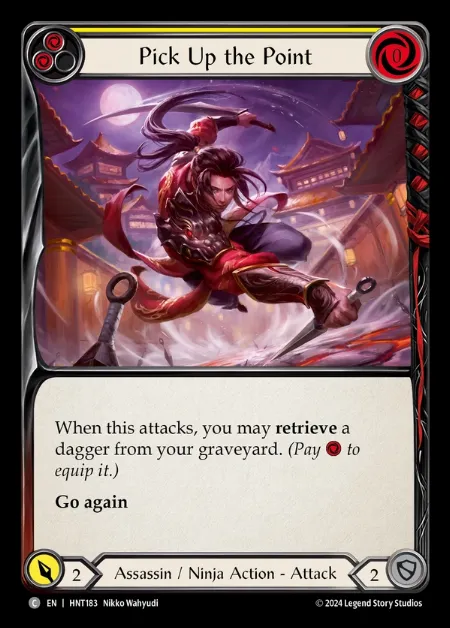 Pick Up the Point
0
When this attacks, you may retrieve a
dagger from your graveyard. (Pay to
equip it.)
Go again
2
Assassin / Ninja Action - Attack
2
C EN | HNT183 Nikko Wahyudi
© 2024 Legend Story Studios